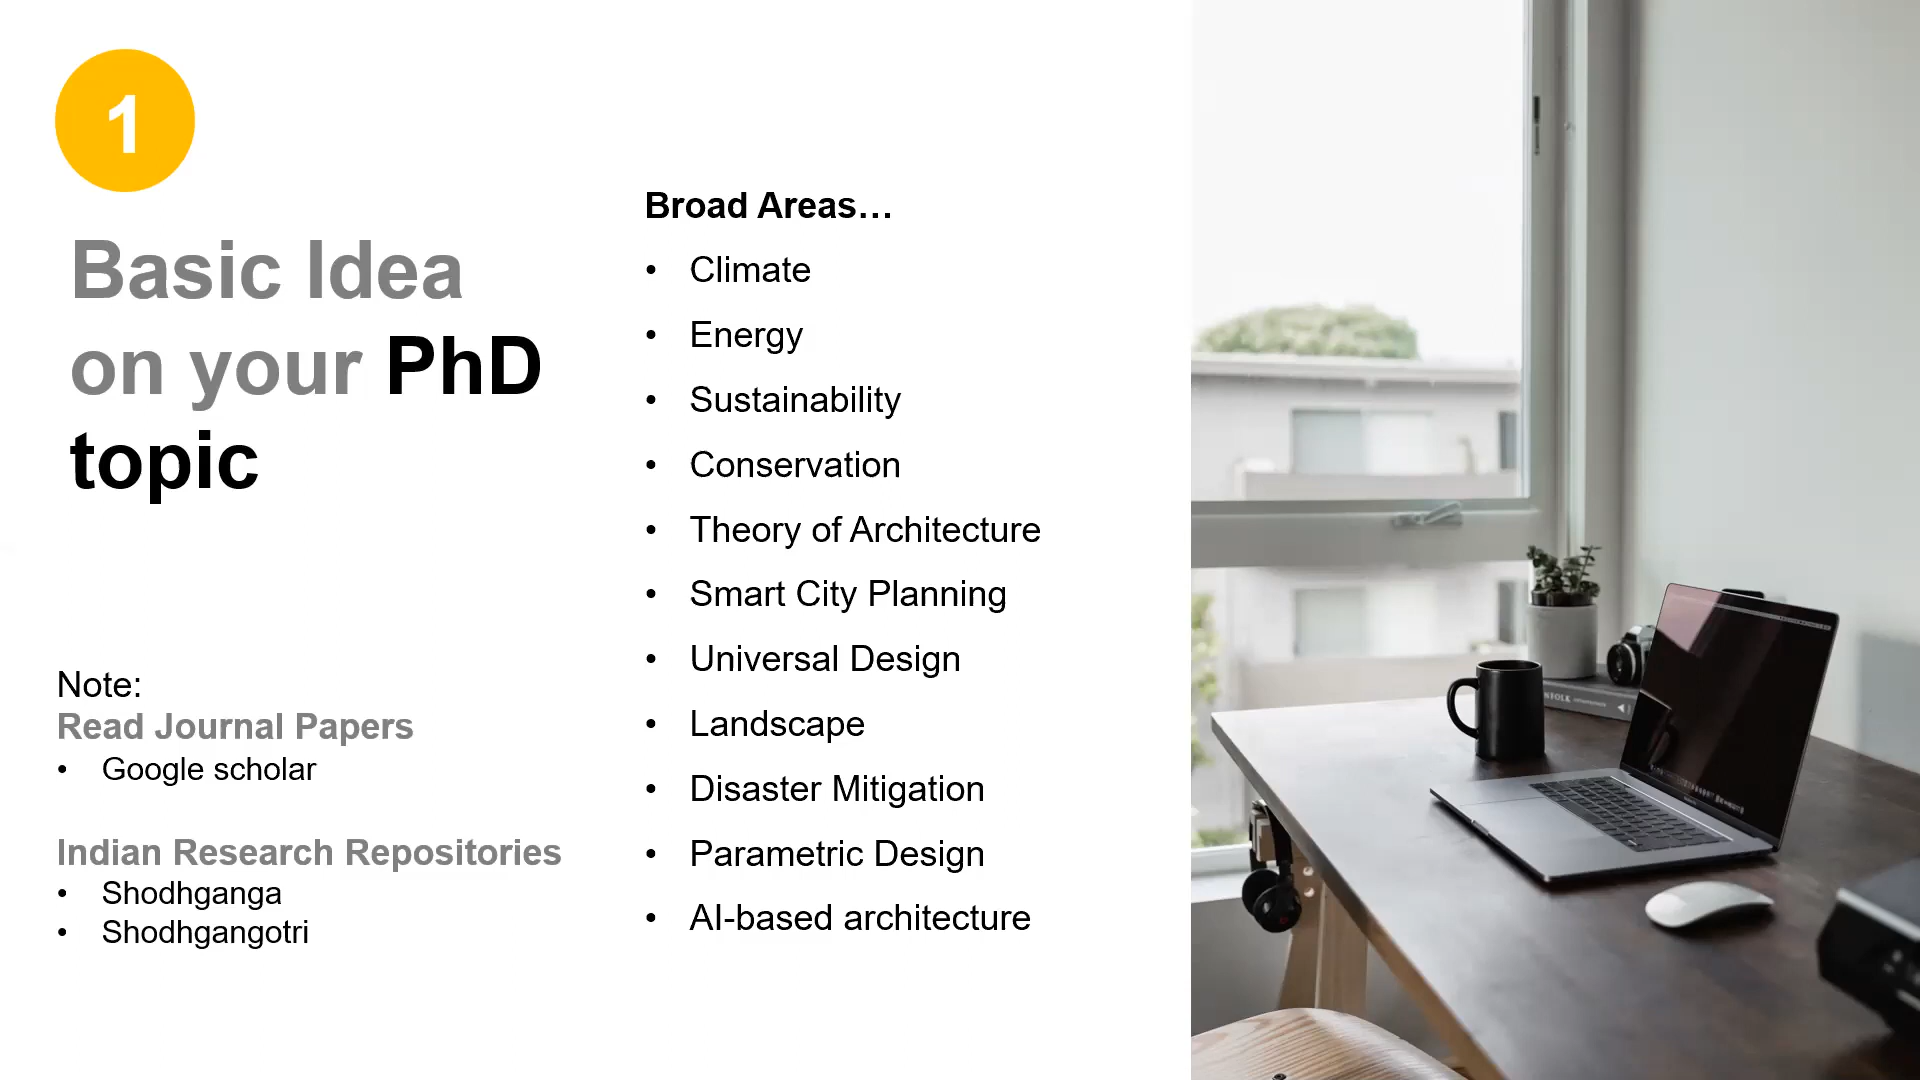 1
Basic Idea
on your PhD
topic
Note:
Read Journal Papers
• Google scholar
Indian Research Repositories
• Shodhganga
• Shodhgangotri
Broad Areas…
• Climate
• Energy
• Sustainability
• Conservation
• Theory of Architecture
• Smart City Planning
• Universal Design
• Landscape
• Disaster Mitigation
• Parametric Design
• AI-based architecture